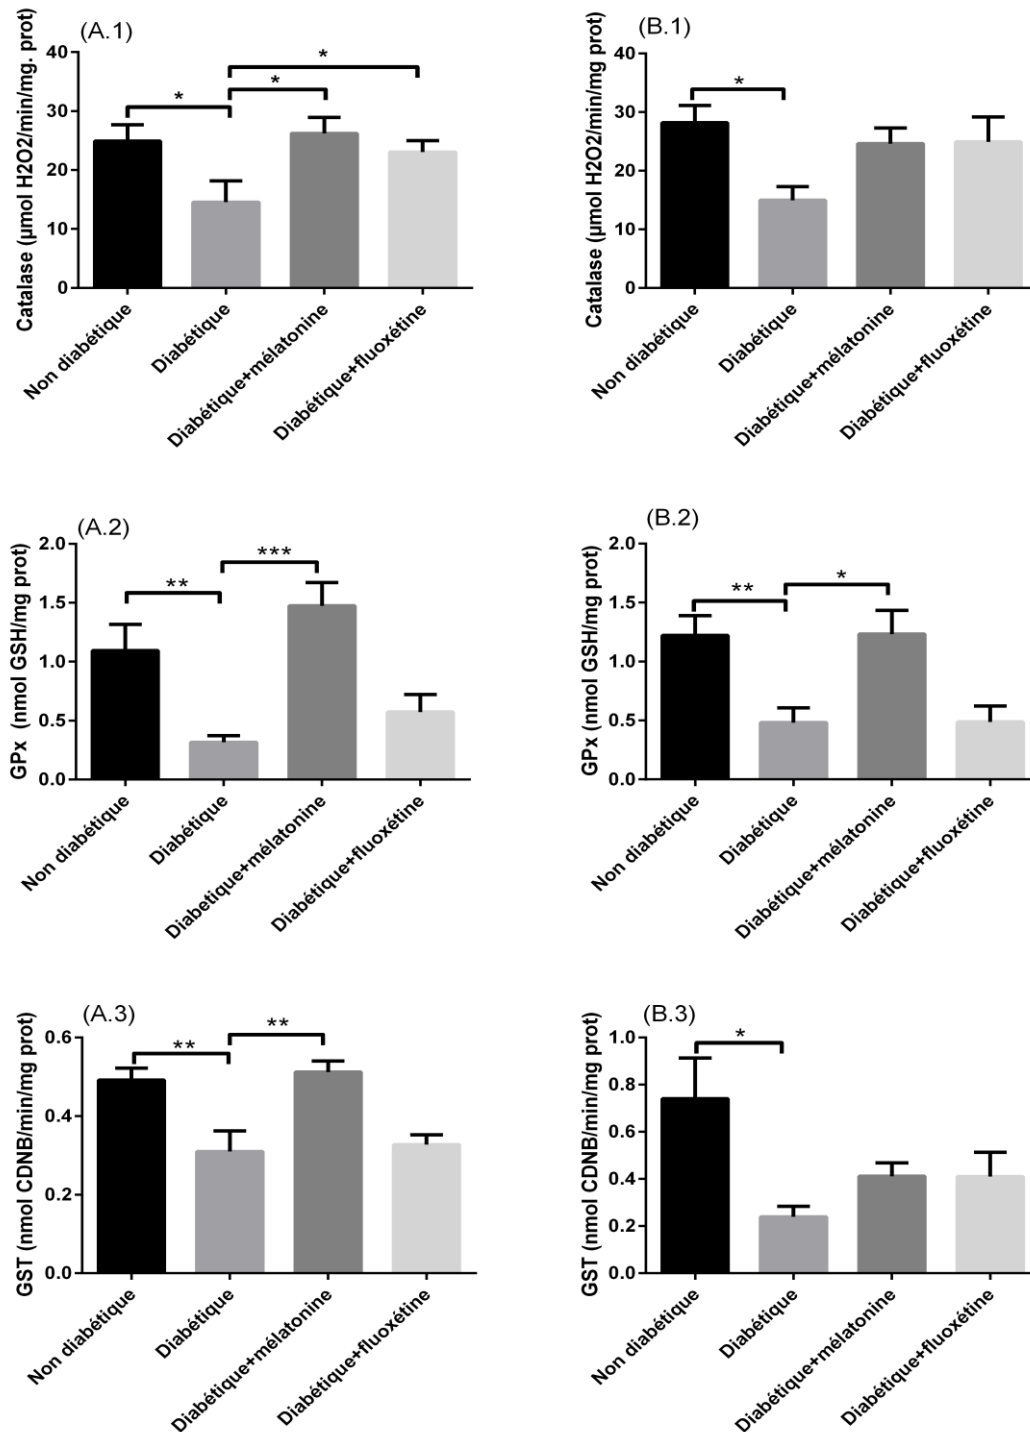 (A.1)
Catalase (µmol H2O2/min/mg. prot)
40
30
20
10
0
*
*
*
Non diabétique
Diabétique
Diabétique+mélatonine
Diabétique+fluoxétine
(B.1)
Catalase (µmol H2O2/min/mg prot)
40
30
20
10
0
*
Non diabétique
Diabétique
Diabétique+mélatonine
Diabétique+fluoxétine
(A.2)
GPx (nmol GSH/mg prot)
2.0
1.5
1.0
0.5
0.0
**
***
Non diabétique
Diabétique
Diabetique+mélatonine
Diabétique+fluoxétine
(B.2)
GPx (nmol GSH/mg prot)
2.0
1.5
1.0
0.5
0.0
**
*
Non diabétique
Diabétique
Diabétique+mélatonine
Diabétique+fluoxétine
(A.3)
GST (nmol CDNB/min/mg prot)
0.6
0.4
0.2
0.0
**
**
Non diabétique
Diabétique
Diabétique+mélatonine
Diabétique+fluoxétine
(B.3)
GST (nmol CDNB/min/mg prot)
1.0
0.8
0.6
0.4
0.2
0.0
*
Non diabétique
Diabétique
Diabétique+mélatonine
Diabétique+fluoxétine